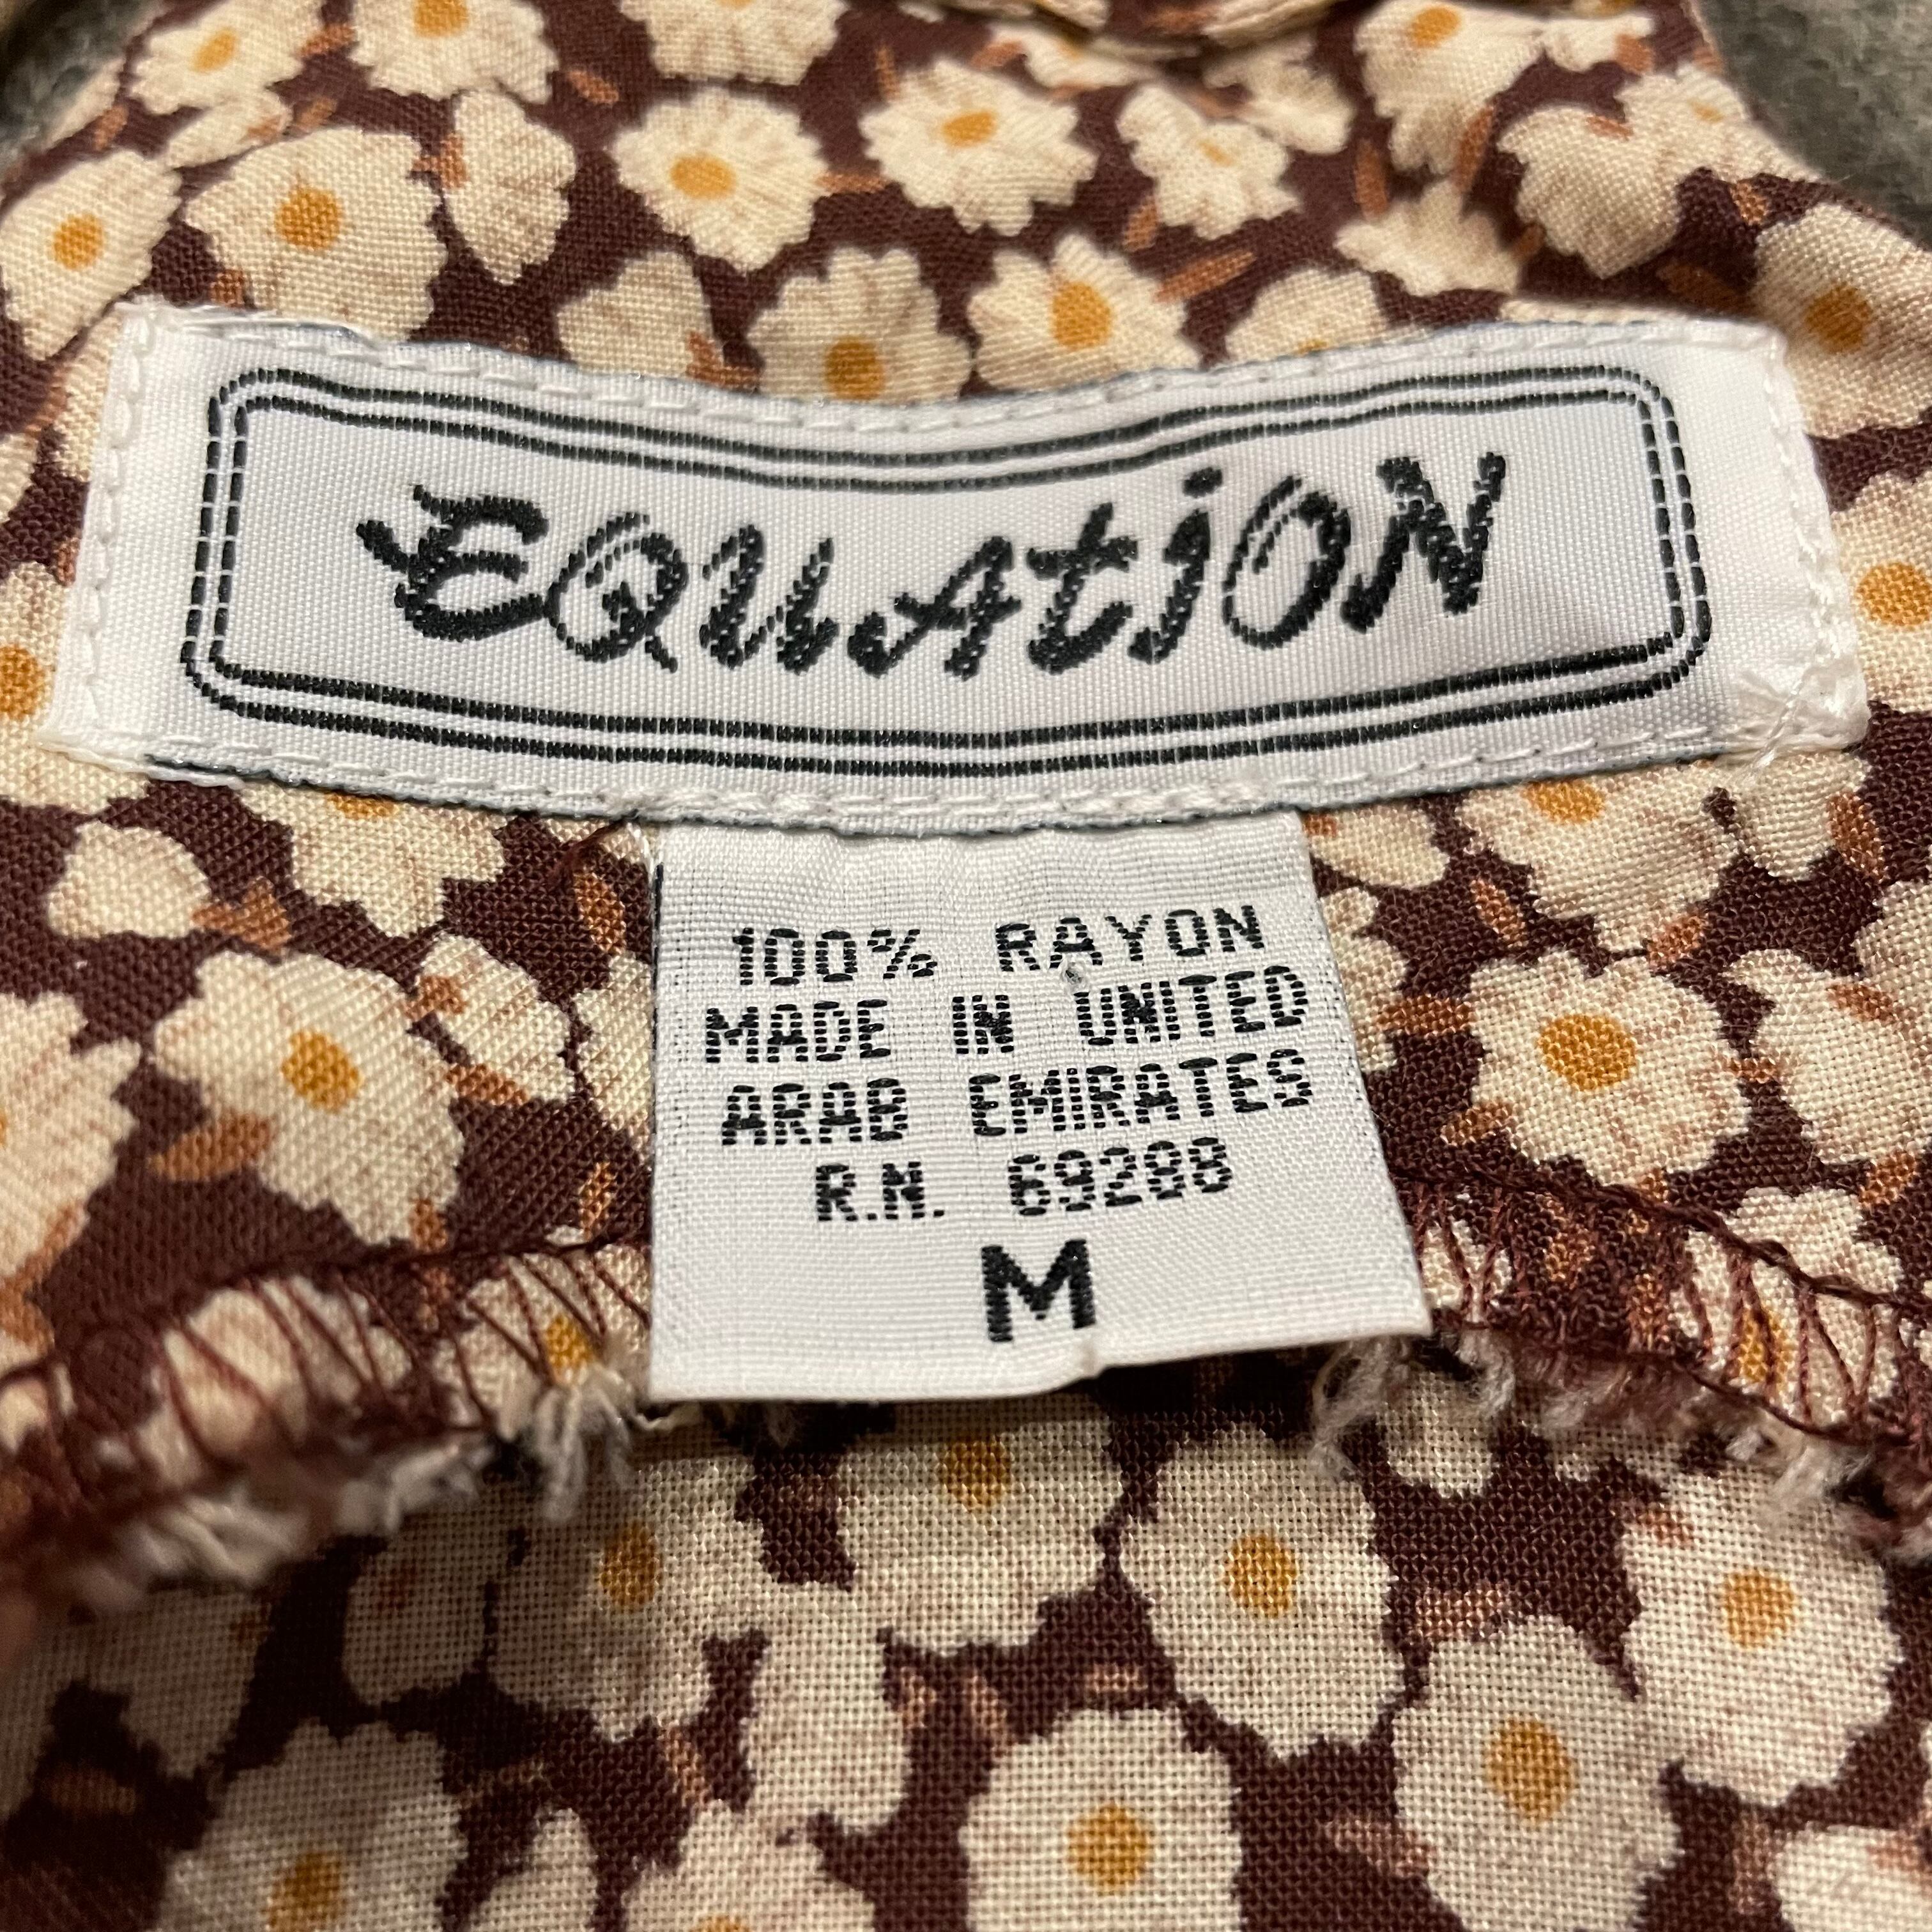 EQUATiON
100% RAYON
MADE IN UNITED
ARAB EMIRATES
R.N. 69288
M